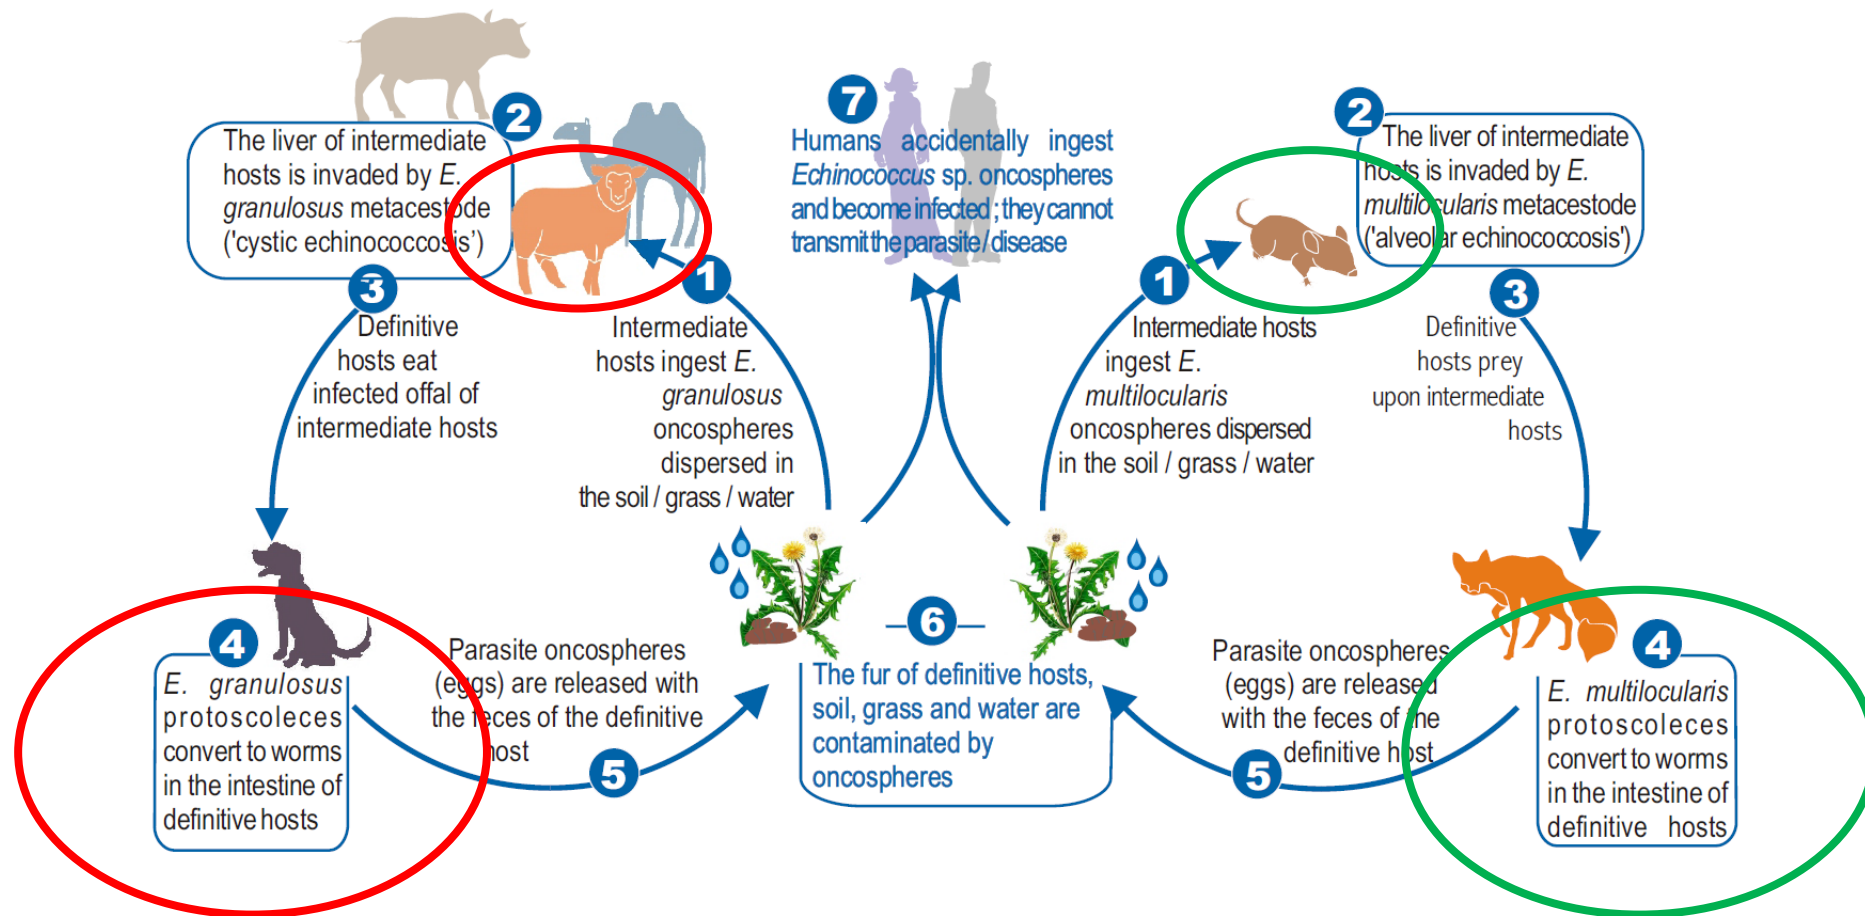 2
The liver of intermediate
hosts is invaded by E.
granulosus metacestode
('cystic echinococcosis')
3
Definitive
hosts eat
infected offal of
intermediate hosts
1
Intermediate
hosts ingest E.
granulosus
oncospheres
dispersed in
the soil / grass / water
7
Humans accidentally ingest
Echinococcus sp. oncospheres
and become infected ; they cannot
transmit the parasite / disease
2
The liver of intermediate
hosts is invaded by E.
multilocularis metacestode
('alveolar echinococcosis')
1
Intermediate hosts
ingest E.
multilocularis
oncospheres dispersed
in the soil / grass / water
3
Definitive
hosts prey
upon intermediate
hosts
4
E. granulosus
protoscoleces
convert to worms
in the intestine of
definitive hosts
Parasite oncospheres
(eggs) are released with
the feces of the definitive
host
5
6
The fur of definitive hosts,
soil, grass and water are
contaminated by
oncospheres
Parasite oncospheres
(eggs) are released
with the feces of the
definitive host
5
4
E. multilocularis
protoscoleces
convert to worms
in the intestine of
definitive hosts